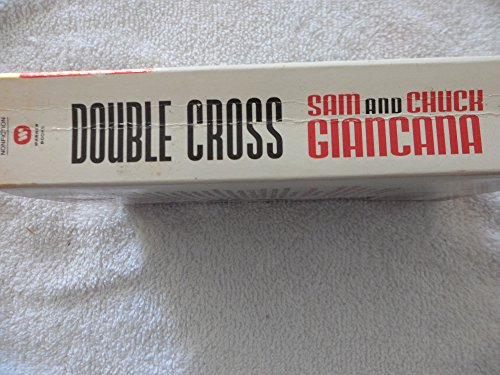 NONFICTION
WARNER
BOOKS
DOUBLE CROSS
SAM AND CHUCK
GIANCANA